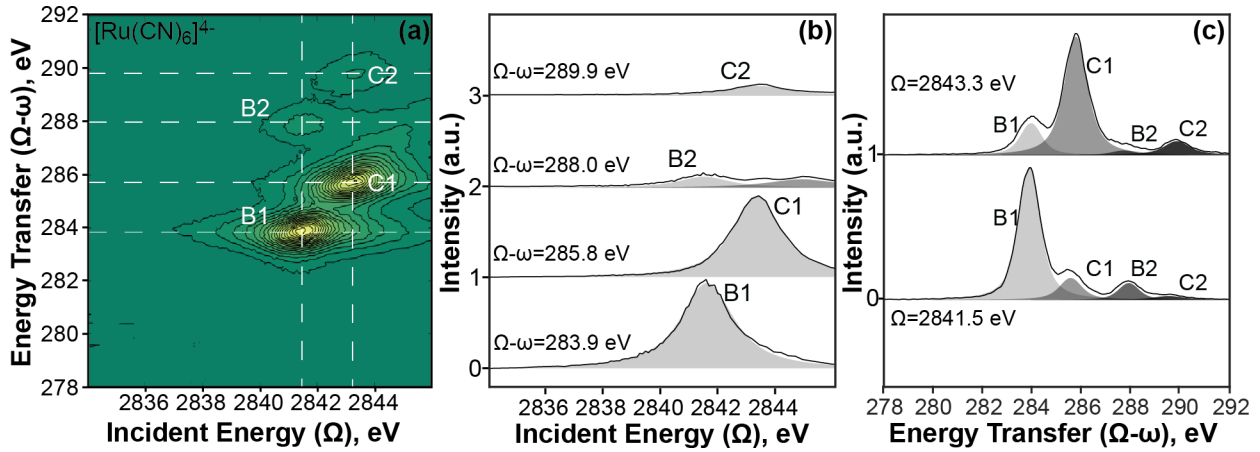 [Ru(CN)6]4-
(a)
C2
B2
C1
B1
292
290
288
286
284
282
280
278
2836
2838
2840
2842
2844
Energy Transfer (Ω-ω), eV
Incident Energy (Ω), eV
(b)
Ω-ω=289.9 eV
C2
3
Ω-ω=288.0 eV
B2
2
C1
Ω-ω=285.8 eV
1
B1
Ω-ω=283.9 eV
0
2836
2838
2840
2842
2844
Intensity (a.u.)
Incident Energy (Ω), eV
(c)
C1
Ω=2843.3 eV
B1
B2
C2
1
B1
C1
B2
C2
0
Ω=2841.5 eV
278
280
282
284
286
288
290
292
Intensity (a.u.)
Energy Transfer (Ω-ω), eV